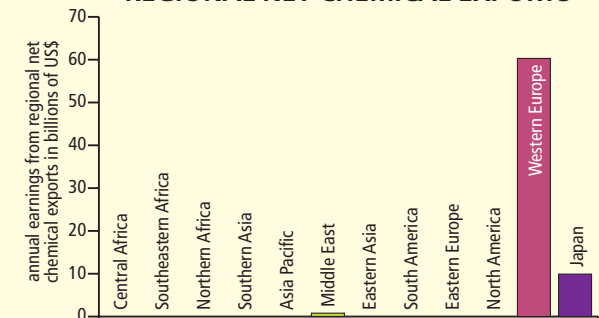 REGIONAL NET CHEMICAL EXPORTS
annual earnings from regional net
chemical exports in billions of US$
70
60
50
40
30
20
10
0
Central Africa
Southeastern Africa
Northern Africa
Southern Asia
Asia Pacific
Middle East
Eastern Asia
South America
Eastern Europe
North America
Western Europe
Japan